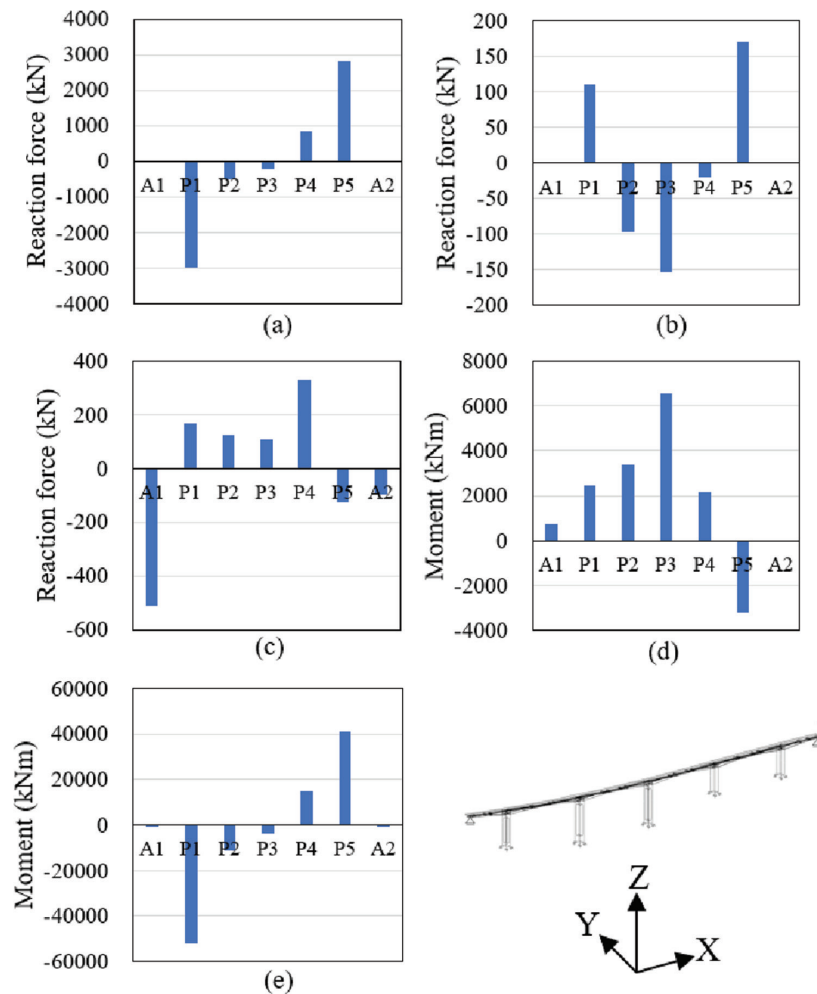 4000
3000
2000
1000
0
-1000
-2000
-3000
-4000
Reaction force (kN)
A1 P1 P2 P3 P4 P5 A2
(a)
200
150
100
50
0
-50
-100
-150
-200
Reaction force (kN)
A1 P1 P2 P3 P4 P5 A2
(b)
400
200
0
-200
-400
-600
Reaction force (kN)
A1 P1 P2 P3 P4 P5 A2
(c)
8000
6000
4000
2000
0
-2000
-4000
Moment (kNm)
A1 P1 P2 P3 P4 P5 A2
(d)
60000
40000
20000
0
-20000
-40000
-60000
Moment (kNm)
A1 P1 P2 P3 P4 P5 A2
(e)
Z
Y
X